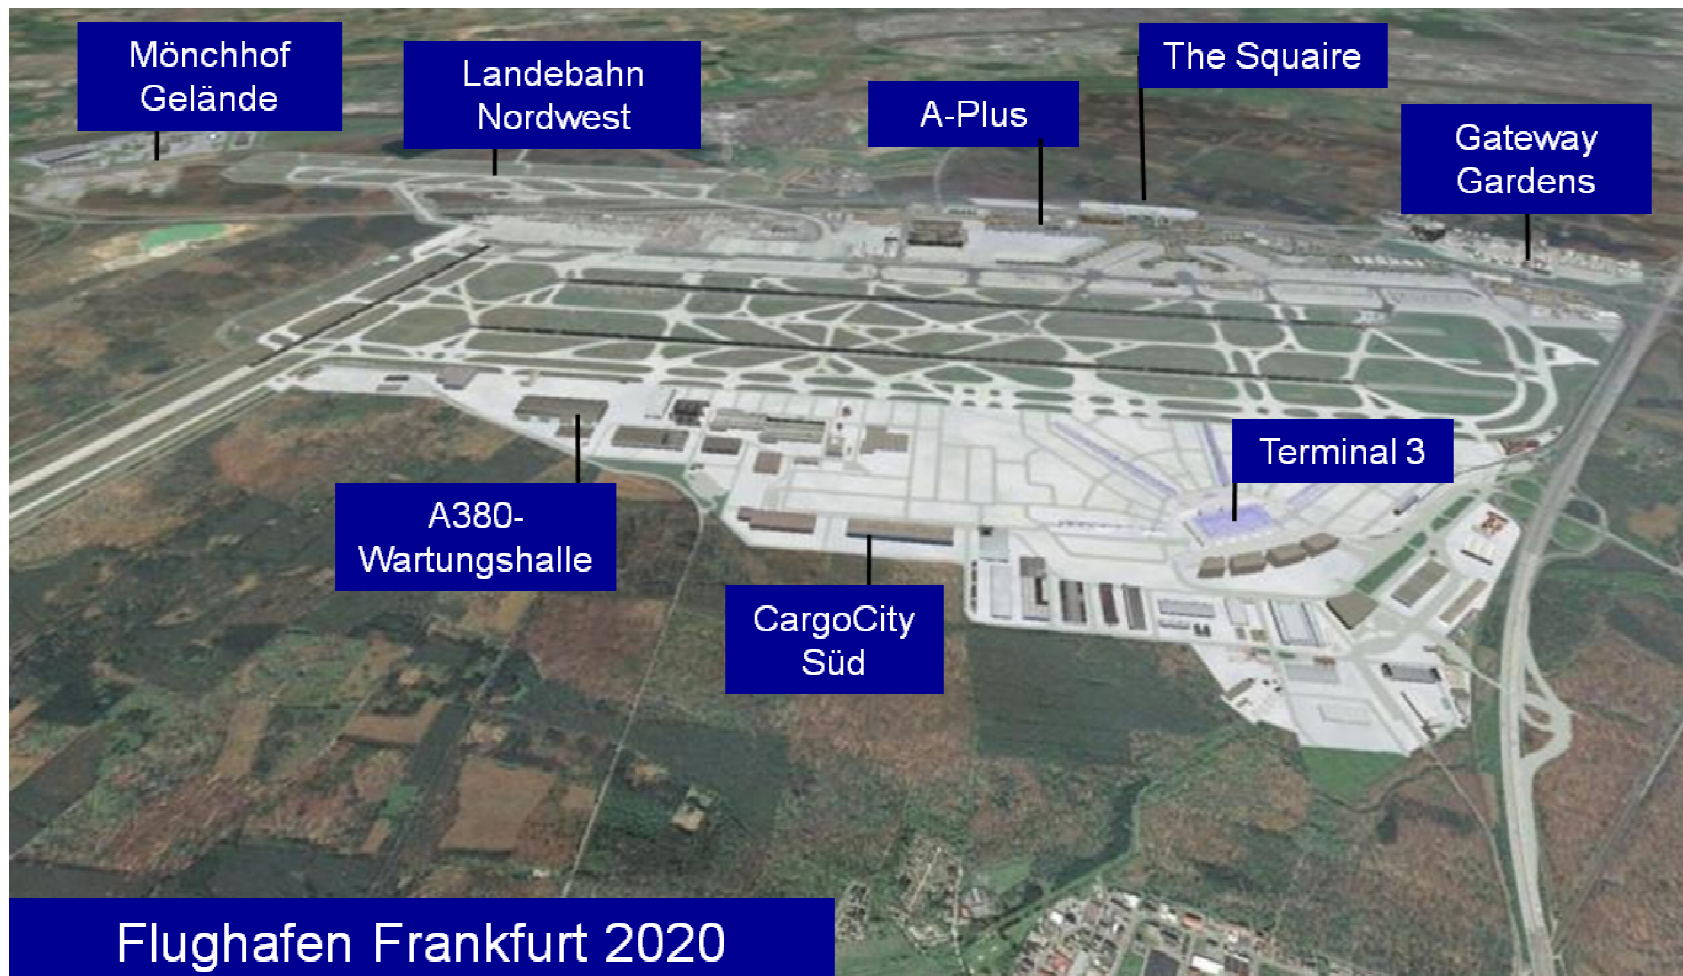 Mönchhof
Gelände
Landebahn
Nordwest
A-Plus
The Squaire
Gateway
Gardens
Terminal 3
A380-
Wartungshalle
CargoCity
Süd
Flughafen Frankfurt 2020